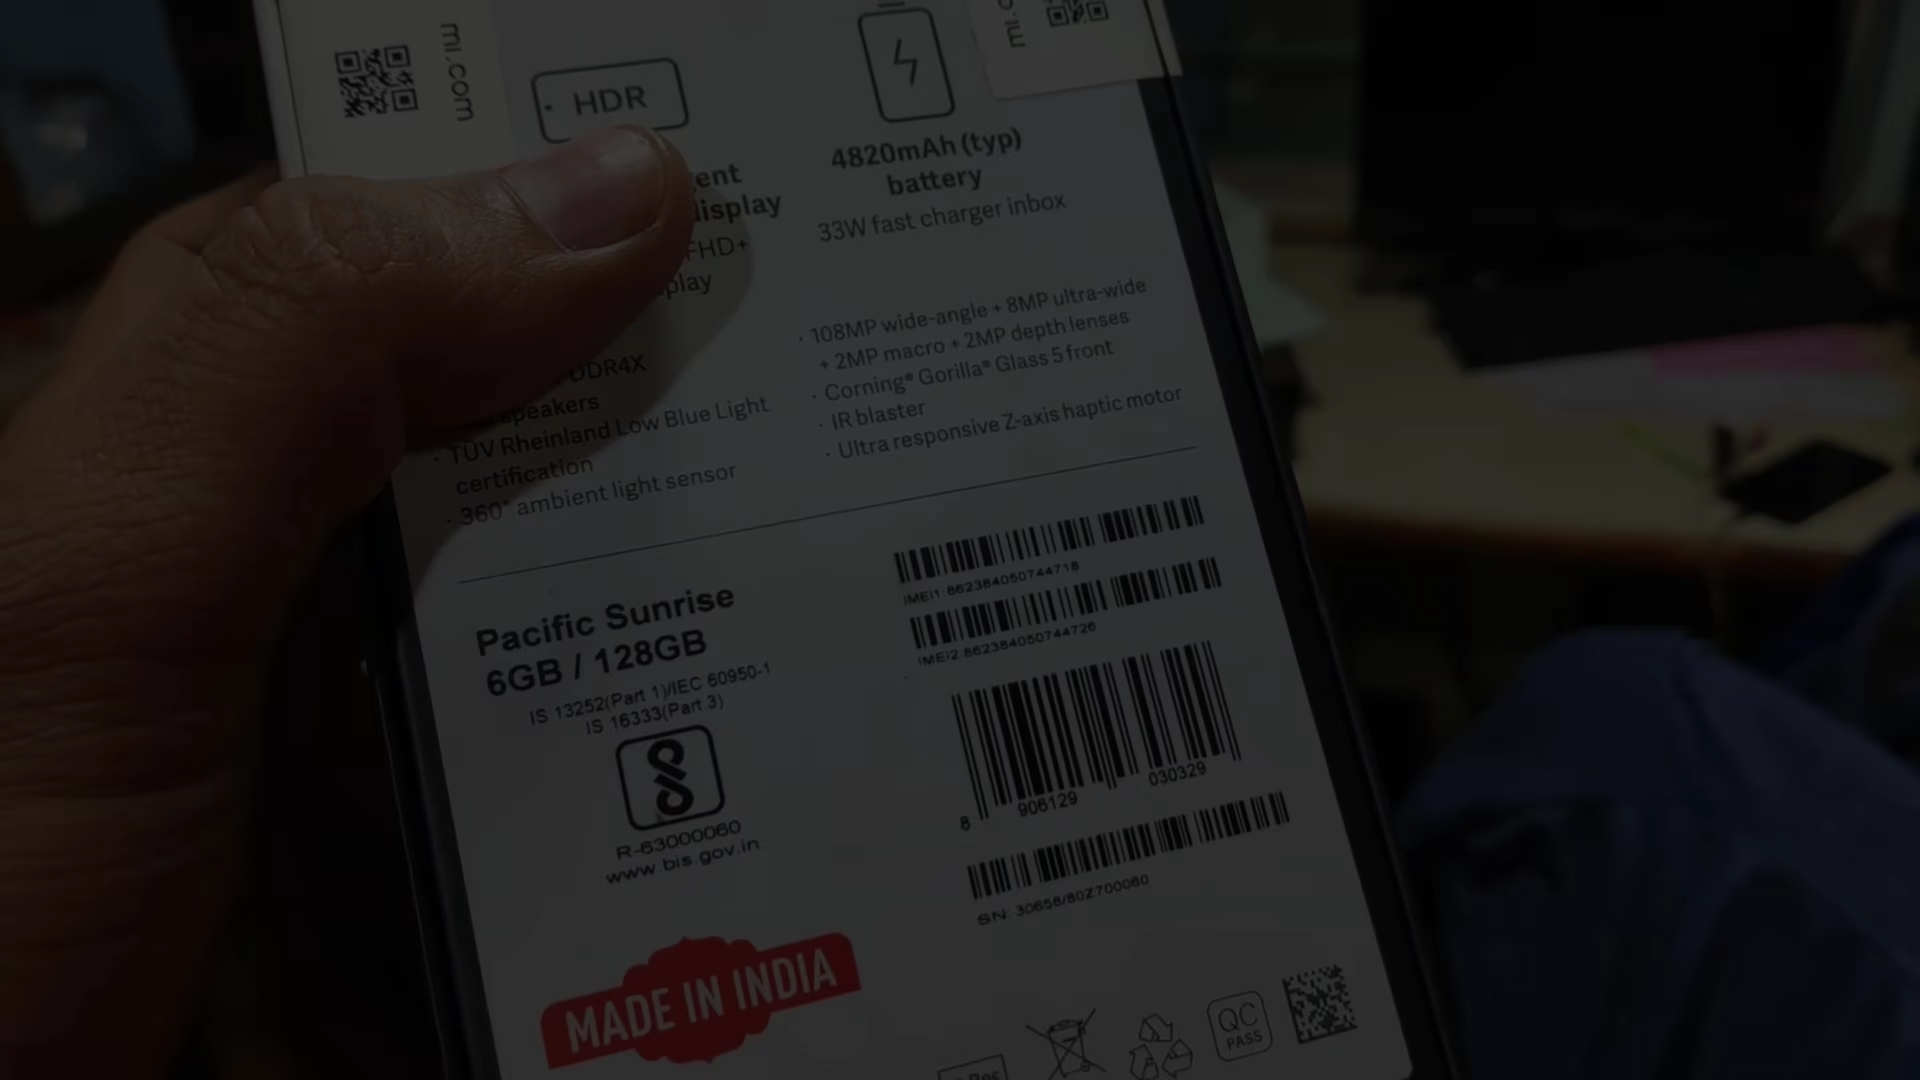 mi.com
HDR
4820mAh (typ)
battery
display
33W fast charger inbox
FHD+
DDR4X
speakers
· TÜV Rheinland Low Blue Light
certification
· 360° ambient light sensor
· 108MP wide-angle + 8MP ultra-wide
+ 2MP macro + 2MP depth lenses
· Corning® Gorilla® Glass 5 front
· IR blaster
· Ultra responsive Z-axis haptic motor
Pacific Sunrise
6GB / 128GB
IS 13252(Part 1)/IEC 60950-1
IS 16333(Part 3)
R-63000060
www.bis.gov.in
IMEI1:862384050744718
IMEI2:862384050744726
8 906129 030329
SN: 30658/80Z700060
MADE IN INDIA
QC
PASS